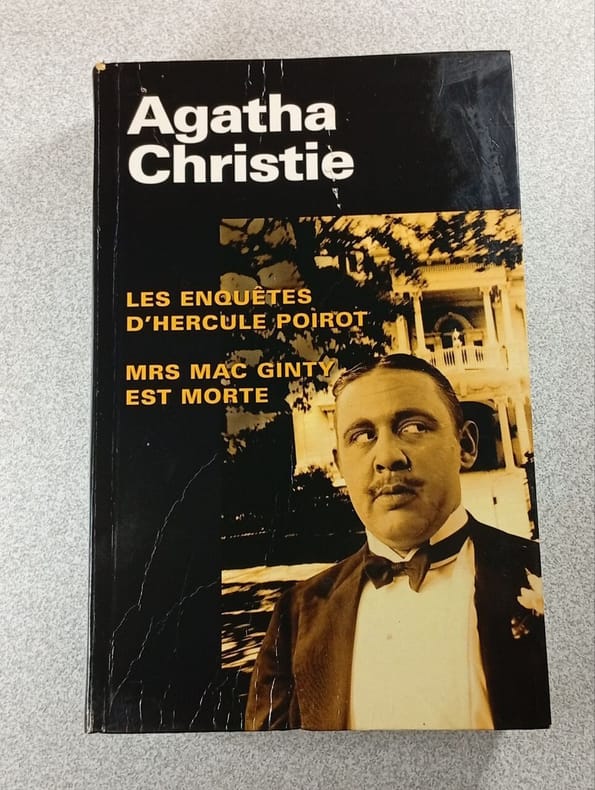 Agatha
Christie
LES ENQUÊTES
D'HERCULE POIROT
MRS MAC GINTY
EST MORTE